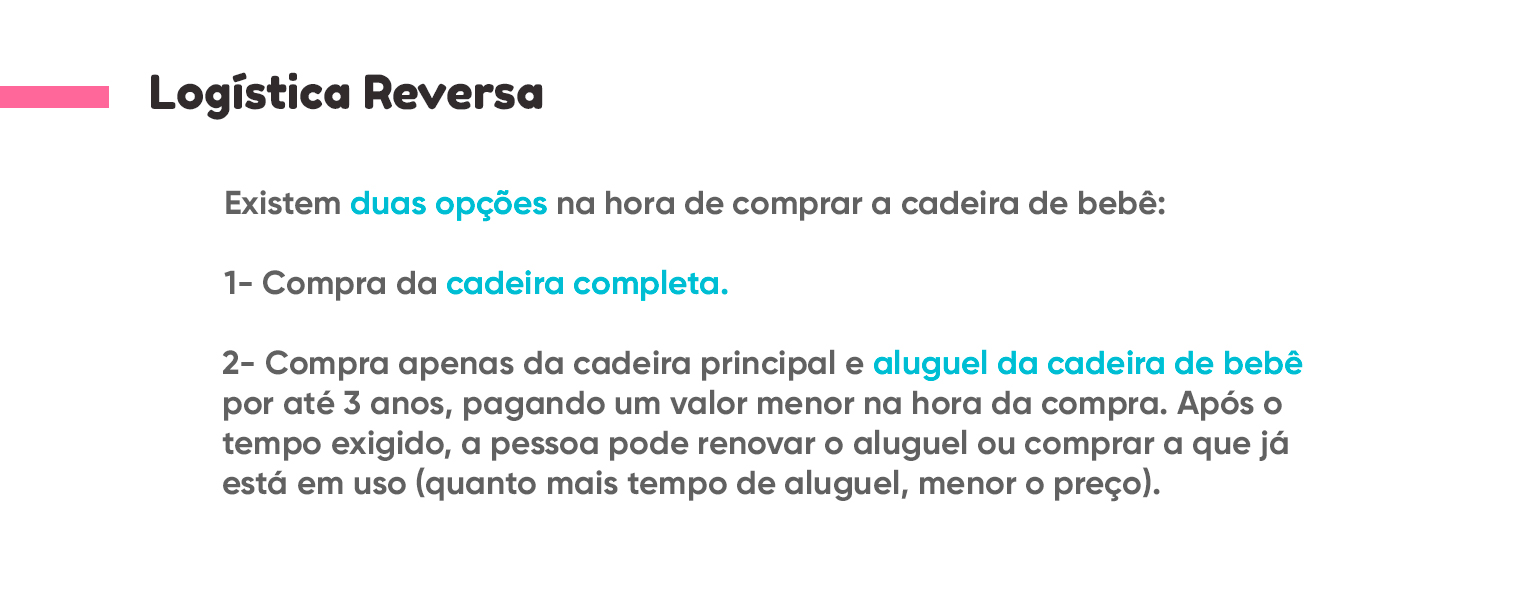 Logística Reversa
Existem duas opções na hora de comprar a cadeira de bebê:
1- Compra da cadeira completa.
2- Compra apenas da cadeira principal e aluguel da cadeira de bebê
por até 3 anos, pagando um valor menor na hora da compra. Após o
tempo exigido, a pessoa pode renovar o aluguel ou comprar a que já
está em uso (quanto mais tempo de aluguel, menor o preço).